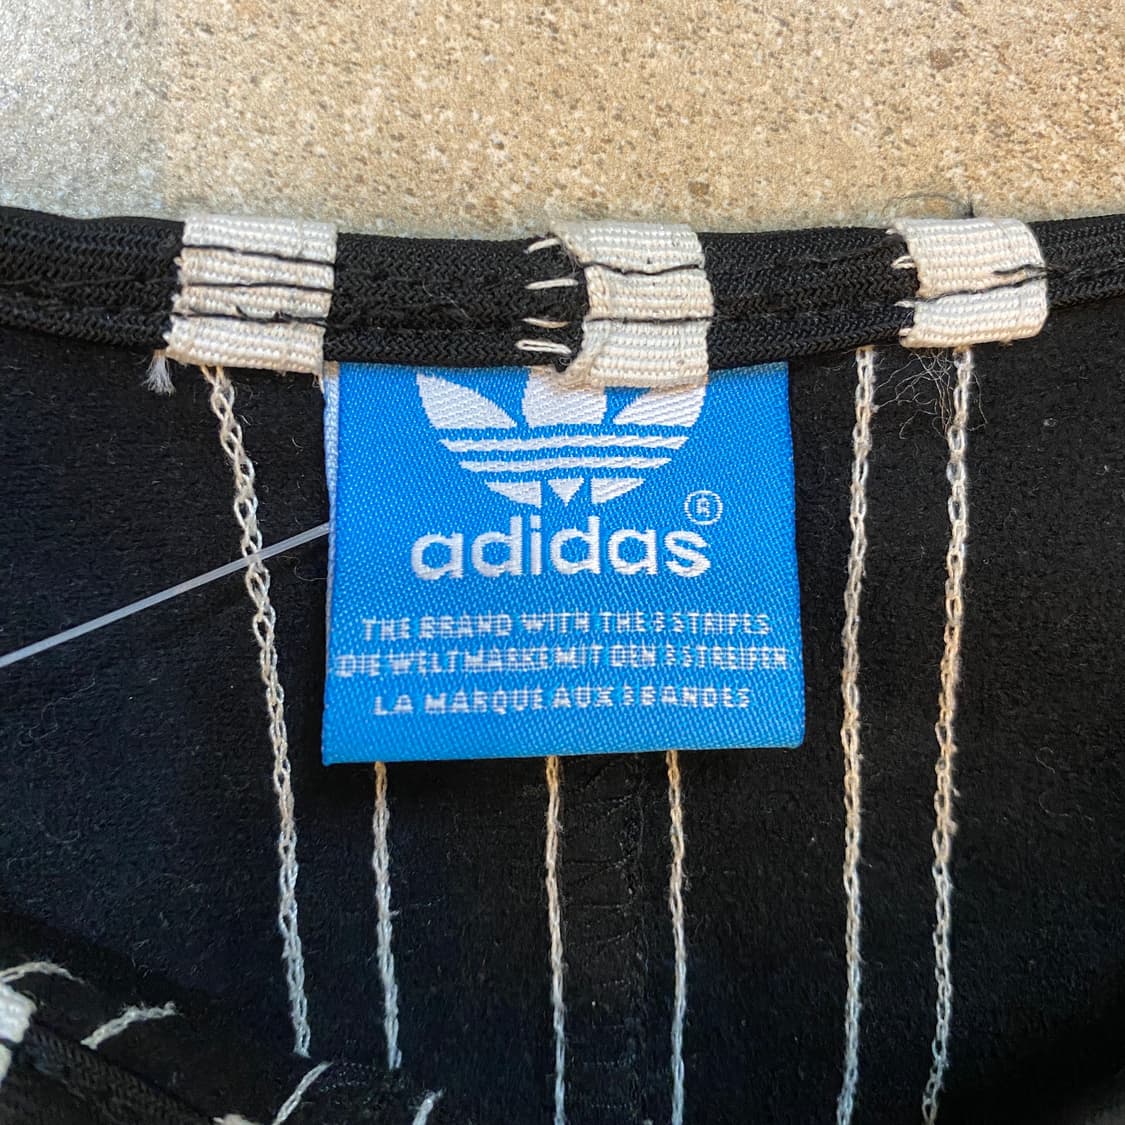 adidas®
THE BRAND WITH THE 3 STRIPES
DIE WELTMARKE MIT DEN 3 STREIFEN
LA MARQUE AUX 3 BANDES